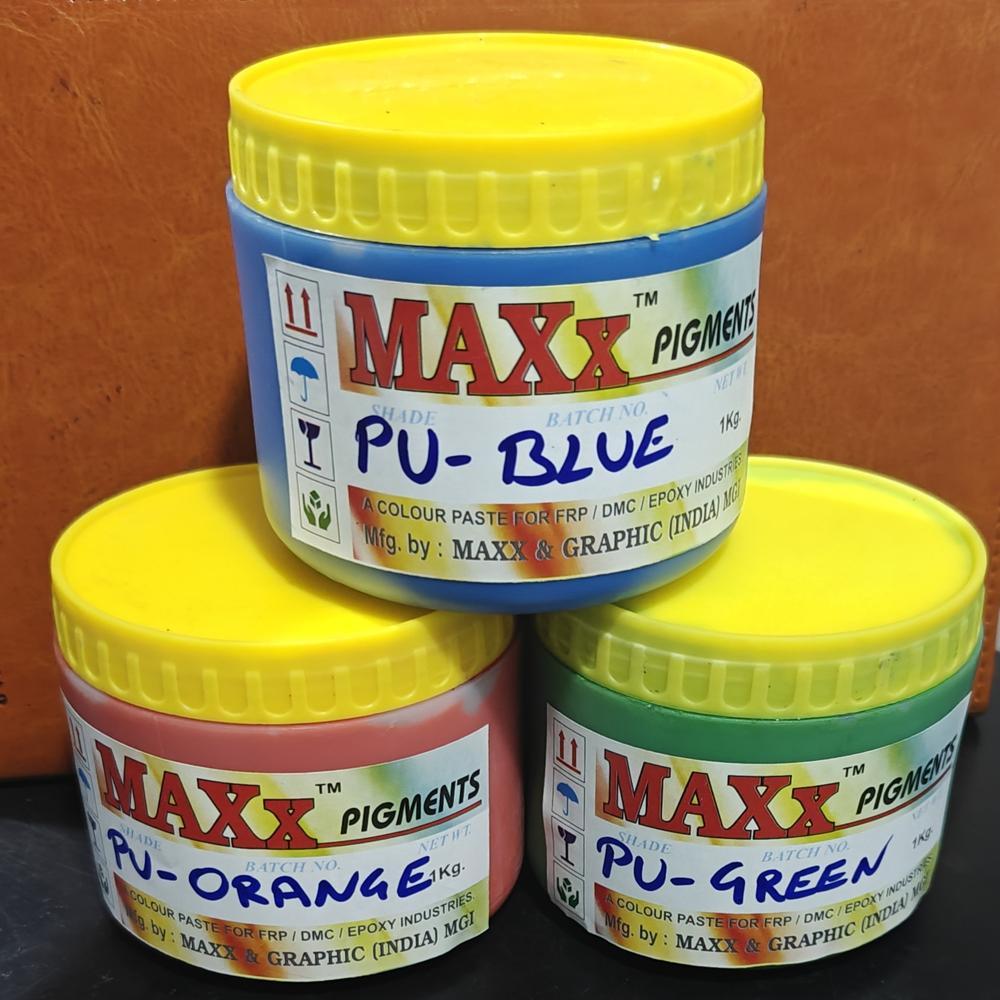 MAXx™ PIGMENTS
SHADE BATCH NO. NET WT.
PU- BLUE 1Kg.
A COLOUR PASTE FOR FRP / DMC / EPOXY INDUSTRIES
Mfg. by : MAXX & GRAPHIC (INDIA) MGI
MAXx™ PIGMENTS
SHADE BATCH NO. NET WT.
PU-ORANGE 1Kg.
COLOUR PASTE FOR FRP / DMC / EPOXY INDUSTRIES
Mfg. by : MAXX & GRAPHIC (INDIA) MGI
MAXx™ PIGMENTS
SHADE BATCH NO.
PU-GREEN 1Kg.
A COLOUR PASTE FOR FRP / DMC / EPOXY INDUSTRIES
Mfg. by : MAXX & GRAPHIC (INDIA) MGI